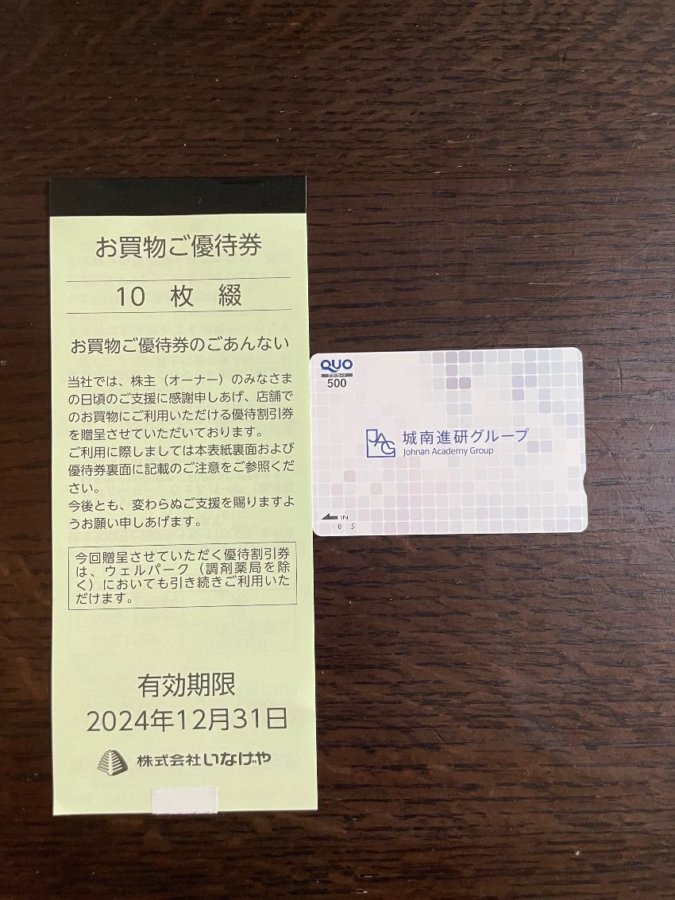 お買物ご優待券
10 枚 綴
お買物ご優待券のごあんない
当社では、株主（オーナー）のみなさま
の日頃のご支援に感謝申しあげ、店舗で
のお買物にご利用いただける優待割引券
を贈呈させていただいております。
ご利用に際しましては本表紙裏面および
優待券裏面に記載のご注意をご参照くだ
さい。
今後とも、変わらぬご支援を賜りますよ
うお願い申しあげます。
今回贈呈させていただく優待割引券
は、ウェルパーク（調剤薬局を除
く）においても引き続きご利用いた
だけます。
有効期限
2024年12月31日
株式会社いなげや
QUO
クオ・カード
500
JAG 城南進研グループ
Johnan Academy Group
IN
0 5